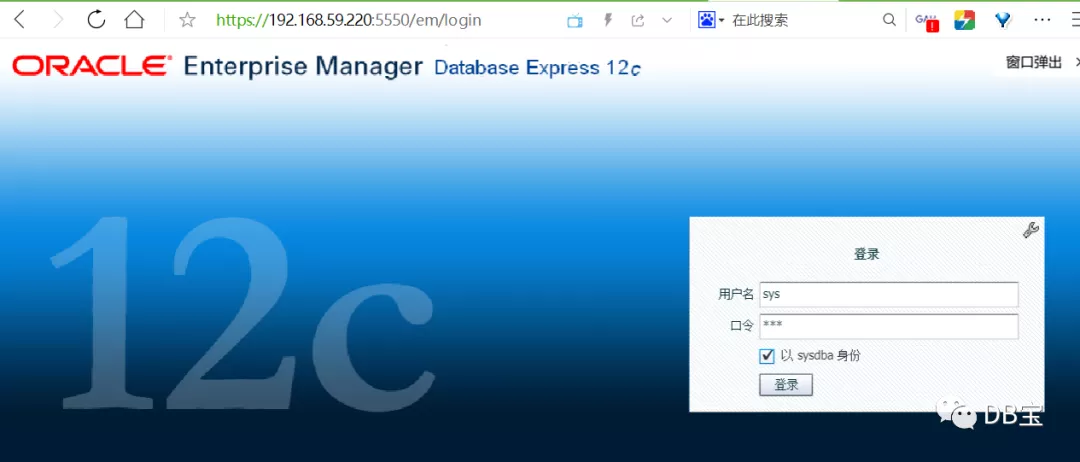 https://192.168.59.220:5550/em/login
在此搜索
ORACLE Enterprise Manager Database Express 12c
窗口弹出
12c
登录
用户名 sys
口令 ***
以 sysdba 身份
登录
DB宝